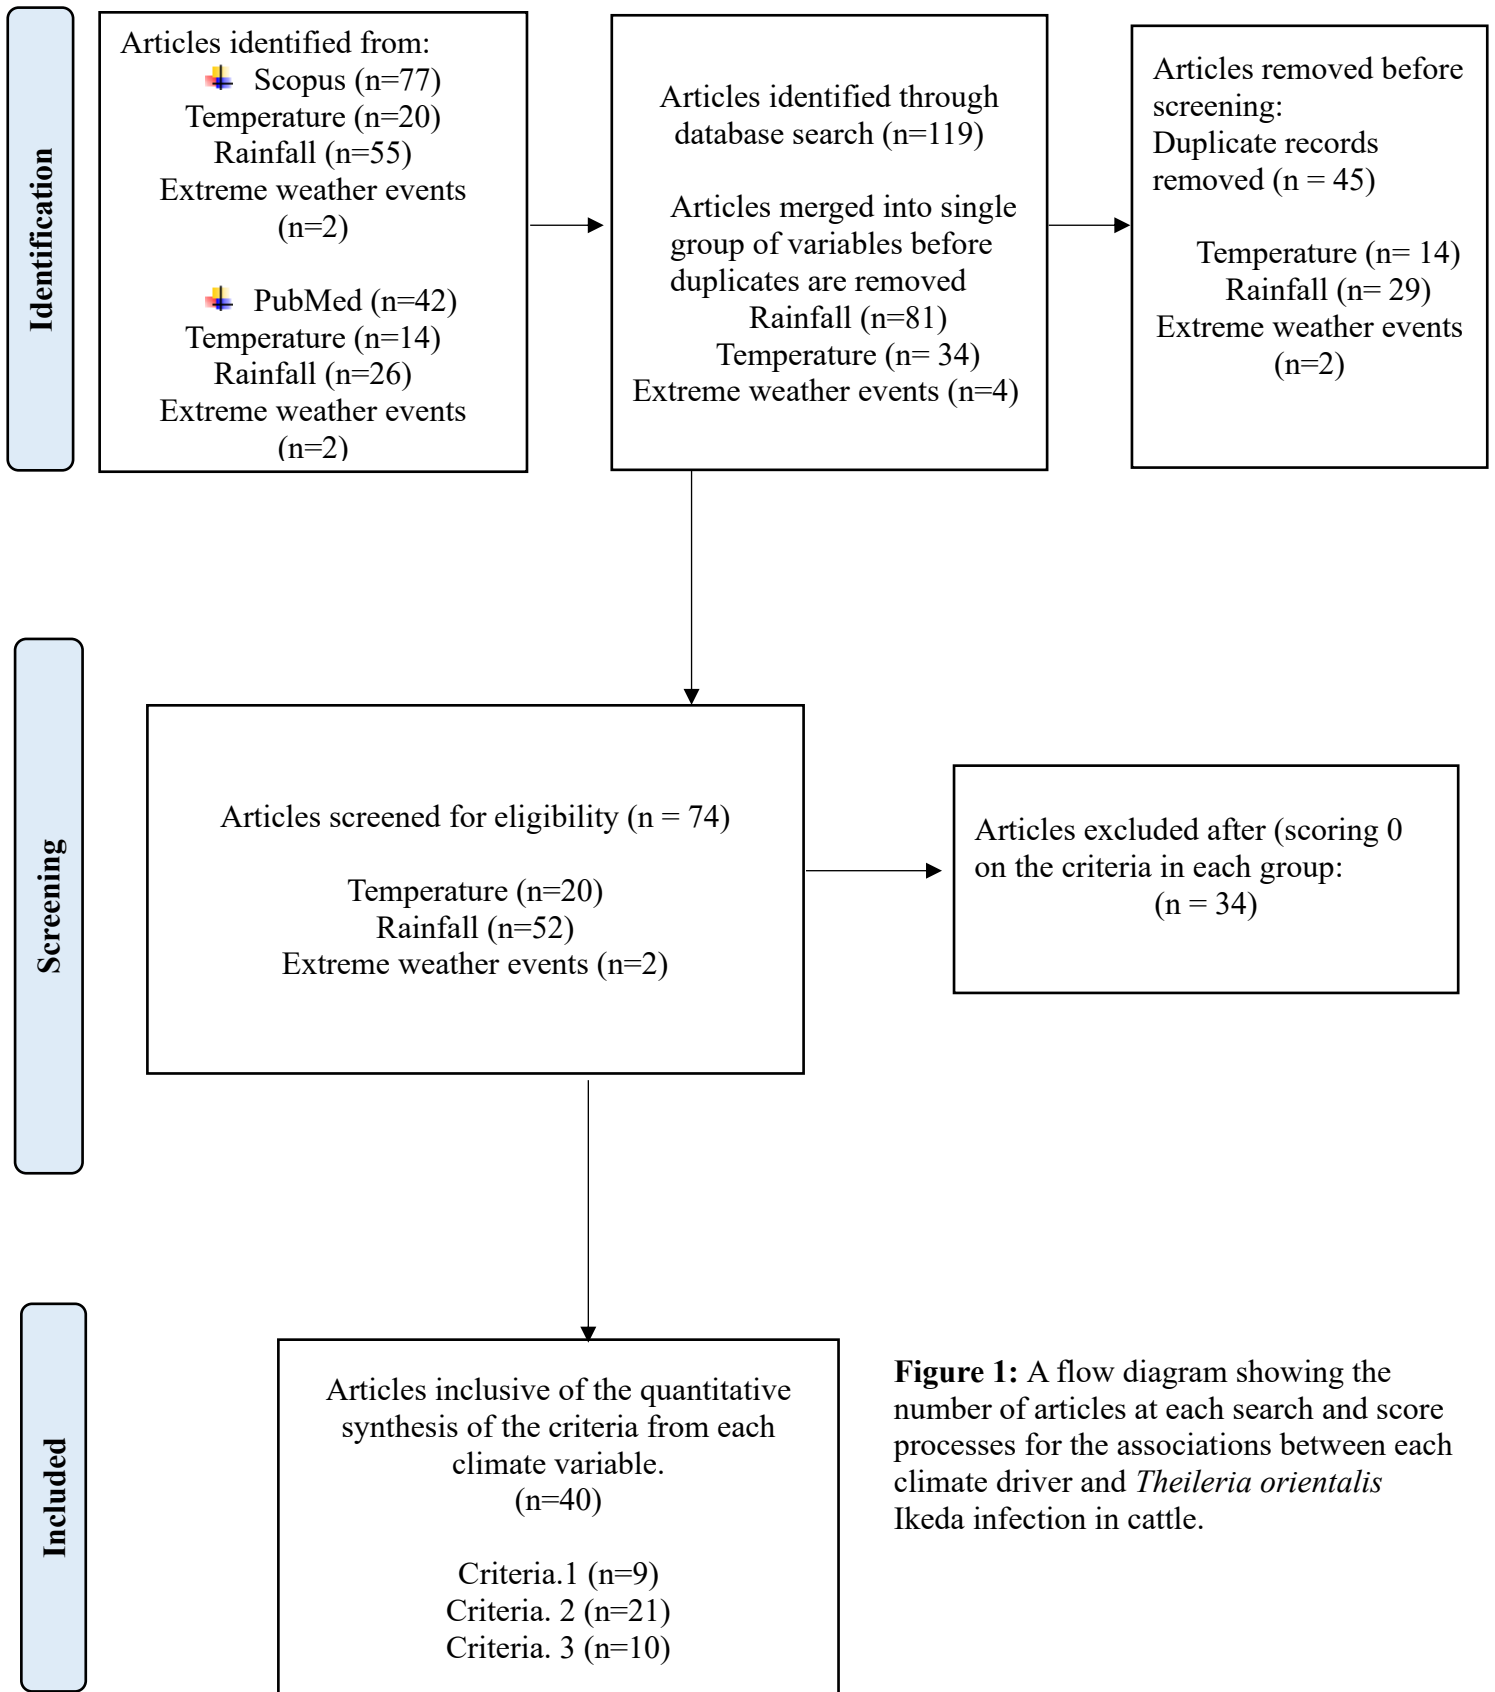 Identification
Articles identified from:
Scopus (n=77)
Temperature (n=20)
Rainfall (n=55)
Extreme weather events
(n=2)
PubMed (n=42)
Temperature (n=14)
Rainfall (n=26)
Extreme weather events
(n=2)
Articles identified through
database search (n=119)
Articles merged into single
group of variables before
duplicates are removed
Rainfall (n=81)
Temperature (n= 34)
Extreme weather events (n=4)
Articles removed before
screening:
Duplicate records
removed (n = 45)
Temperature (n= 14)
Rainfall (n= 29)
Extreme weather events
(n=2)
Screening
Articles screened for eligibility (n = 74)
Temperature (n=20)
Rainfall (n=52)
Extreme weather events (n=2)
Articles excluded after (scoring 0
on the criteria in each group:
(n = 34)
Included
Articles inclusive of the quantitative
synthesis of the criteria from each
climate variable.
(n=40)
Criteria.1 (n=9)
Criteria. 2 (n=21)
Criteria. 3 (n=10)
Figure 1: A flow diagram showing the
number of articles at each search and score
processes for the associations between each
climate driver and Theileria orientalis
Ikeda infection in cattle.